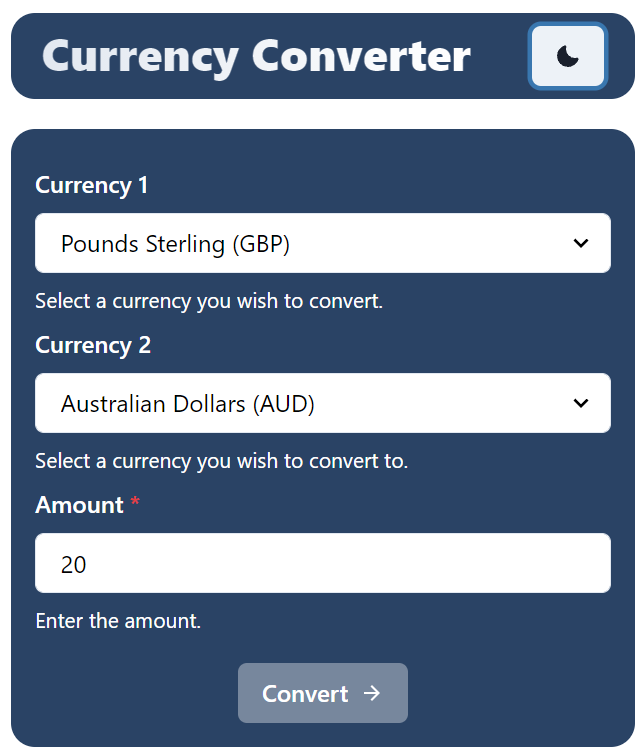 Currency Converter
Currency 1
Pounds Sterling (GBP)
Select a currency you wish to convert.
Currency 2
Australian Dollars (AUD)
Select a currency you wish to convert to.
Amount *
20
Enter the amount.
Convert →